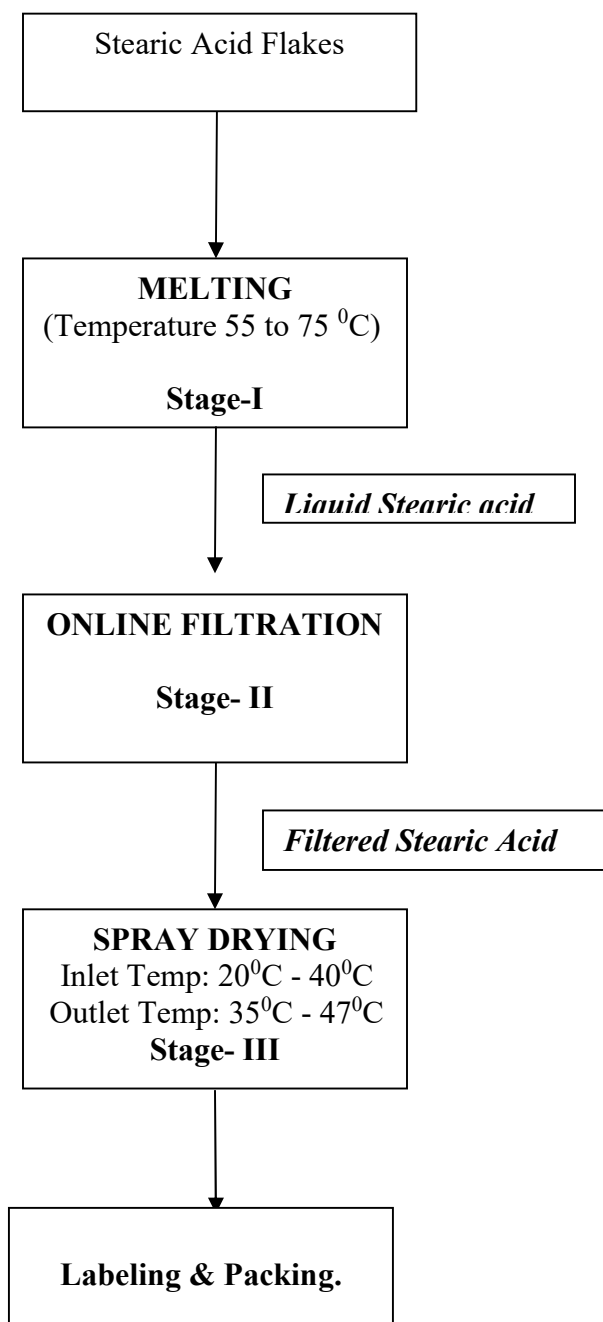 Stearic Acid Flakes
MELTING
(Temperature 55 to 75 ⁰C)
Stage-I
Liquid Stearic acid
ONLINE FILTRATION
Stage- II
Filtered Stearic Acid
SPRAY DRYING
Inlet Temp: 20⁰C - 40⁰C
Outlet Temp: 35⁰C - 47⁰C
Stage- III
Labeling & Packing.